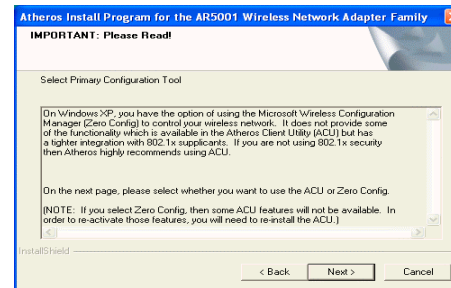 Atheros Install Program for the AR5001 Wireless Network Adapter Family
IMPORTANT: Please Read!
Select Primary Configuration Tool
On Windows XP, you have the option of using the Microsoft Wireless Configuration
Manager (Zero Config) to control your wireless network. It does not provide some
of the functionality which is available in the Atheros Client Utility (ACU) but has
a tighter integration with 802.1x supplicants. If you are not using 802.1x security
then Atheros highly recommends using ACU.
On the next page, please select whether you want to use the ACU or Zero Config.
(NOTE: If you select Zero Config, then some ACU features will not be available. In
order to re-activate those features, you will need to re-install the ACU.)
InstallShield
< Back
Next >
Cancel